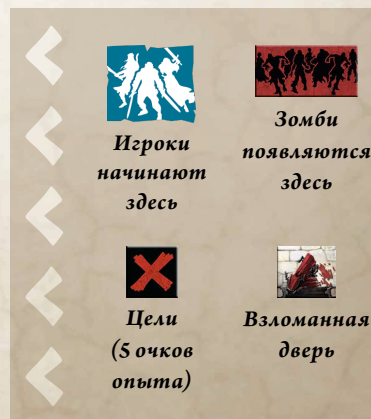 Игроки
начинают
здесь
Зомби
появляются
здесь
Цели
(5 очков
опыта)
Взломанная
дверь